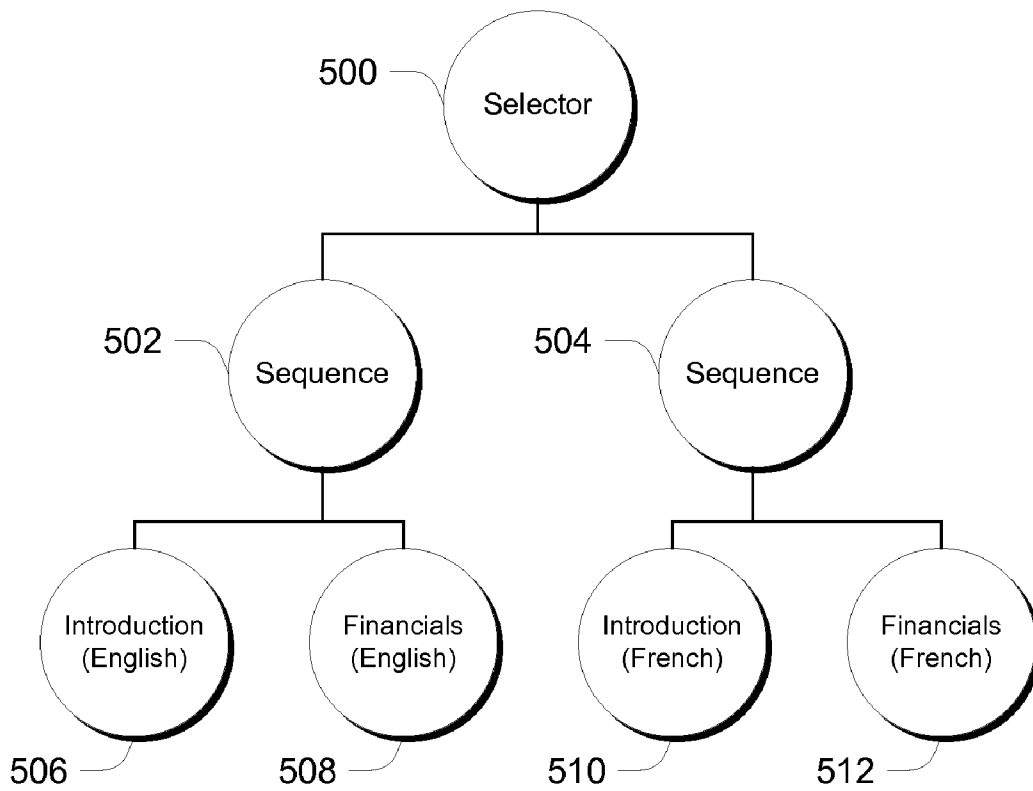 500
Selector
502
Sequence
504
Sequence
Introduction
(English)
Financials
(English)
Introduction
(French)
Financials
(French)
506
508
510
512